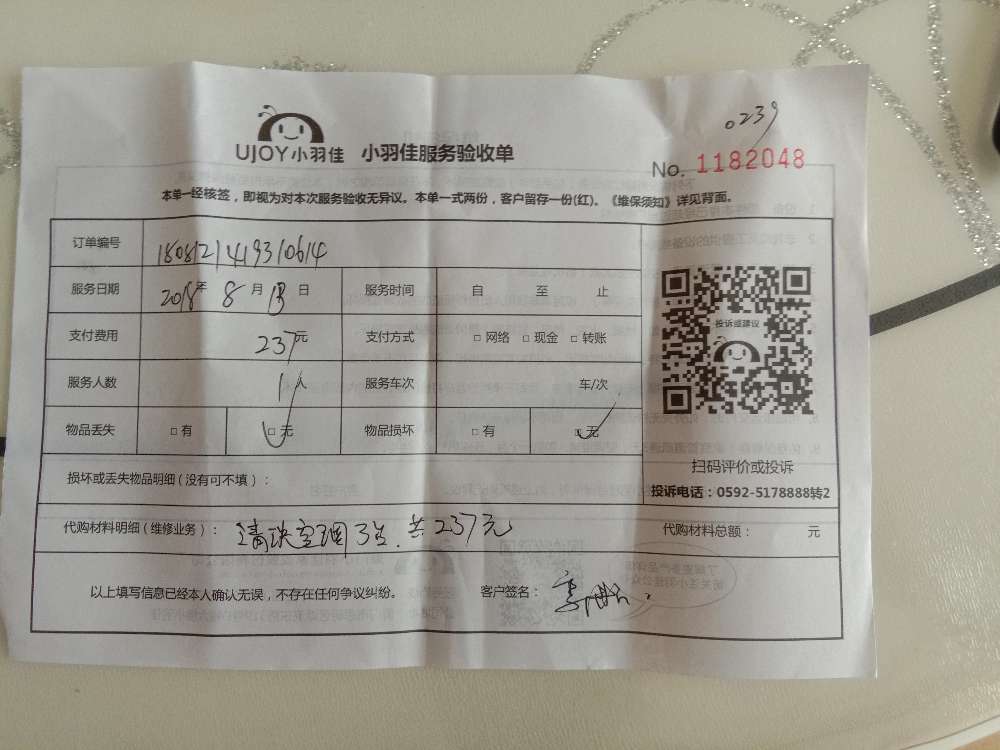 0239
UJOY小羽佳 小羽佳服务验收单
No. 1182048
本单一经核签，即视为对本次服务验收无异议。本单一式两份，客户留存一份(红)。《维保须知》详见背面。
订单编号
服务日期 2018年 8月 13日 服务时间 自 至 止
投诉或建议
支付费用 237元 支付方式 □ 网络 □ 现金 □ 转账
服务人数 1人 服务车次 车/次
物品丢失 □ 有 □ 无 物品损坏 □ 有 □ 无
扫码评价或投诉
损坏或丢失物品明细 (没有可不填)：
投诉电话：0592-5178888转2
代购材料明细 (维修业务)： 清洗空调3台. 共237元 代购材料总额： 元
以上填写信息已经本人确认无误，不存在任何争议纠纷。 客户签名：